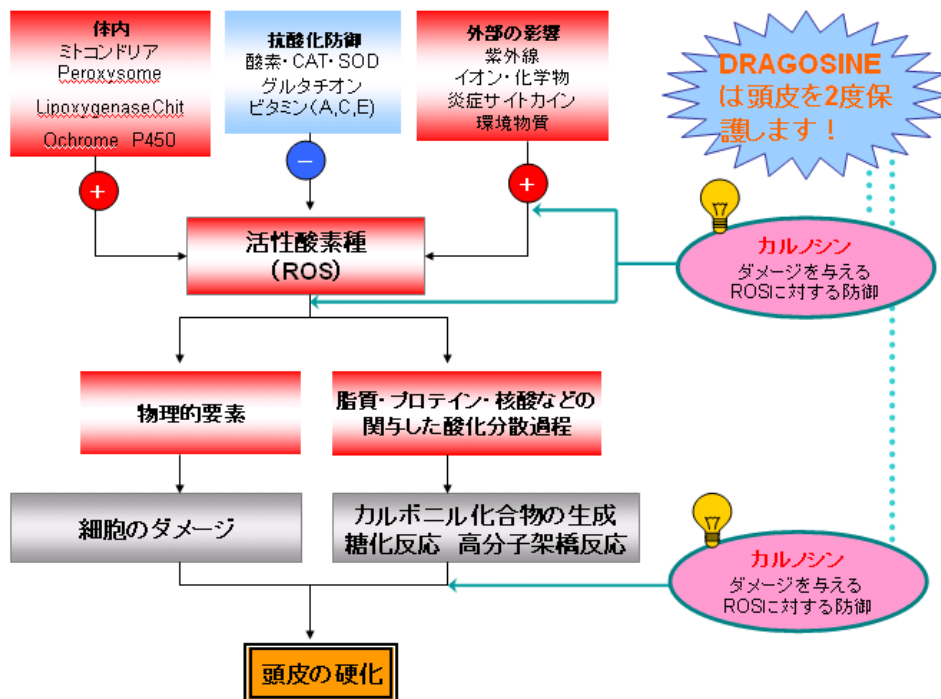 体内
ミトコンドリア
Peroxysome
LipoxygenaseChit
Ochrome P450
抗酸化防御
酸素・CAT・SOD
グルタチオン
ビタミン(A,C,E)
外部の影響
紫外線
イオン・化学物
炎症サイトカイン
環境物質
DRAGOSINE
は頭皮を2度保
護します！
+
−
+
活性酸素種
(ROS)
カルノシン
ダメージを与える
ROSIに対する防御
物理的要素
脂質・プロテイン・核酸などの
関与した酸化分散過程
細胞のダメージ
カルボニル化合物の生成
糖化反応 高分子架橋反応
カルノシン
ダメージを与える
ROSIに対する防御
頭皮の硬化